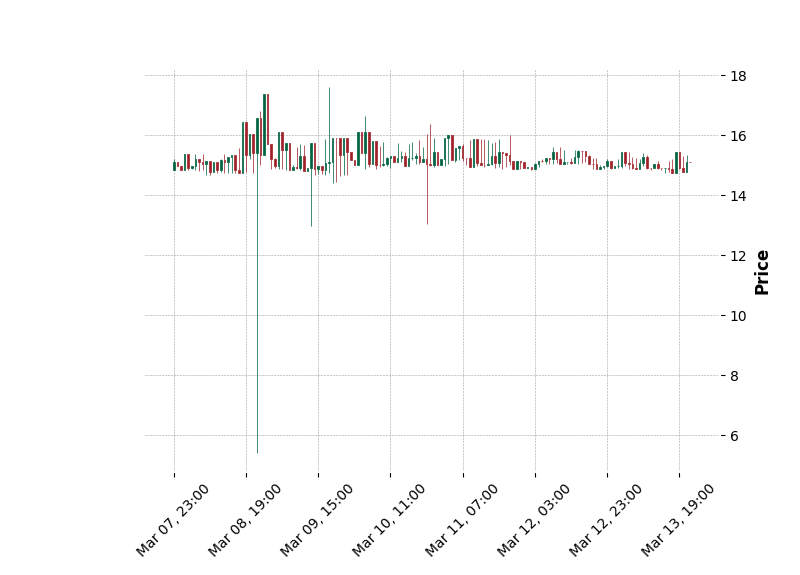 18
16
14
12
10
8
6
Price
Mar 07, 23:00
Mar 08, 19:00
Mar 09, 15:00
Mar 10, 11:00
Mar 11, 07:00
Mar 12, 03:00
Mar 12, 23:00
Mar 13, 19:00